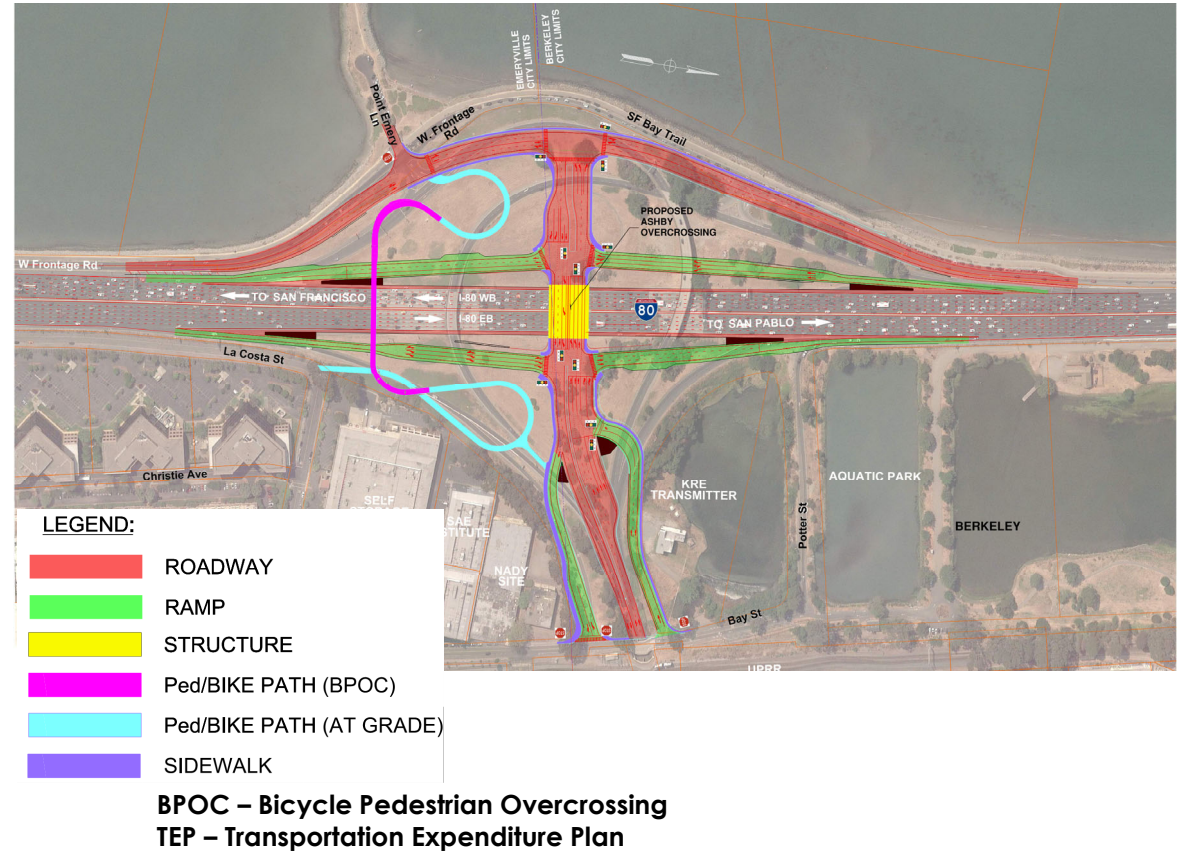 EMERYVILLE
CITY LIMITS
BERKELEY
CITY LIMITS
Point Emery
Ln
W. Frontage
Rd
SF Bay Trail
PROPOSED
ASHBY
OVERCROSSING
W Frontage Rd
TO SAN FRANCISCO
I-80 WB
I-80 EB
80
TO SAN PABLO
La Costa St
Christie Ave
SELF
KRE
TRANSMITTER
AQUATIC PARK
BERKELEY
Potter St
SAE
NADY
SITE
Bay St
UPRR
LEGEND:
ROADWAY
RAMP
STRUCTURE
Ped/BIKE PATH (BPOC)
Ped/BIKE PATH (AT GRADE)
SIDEWALK
BPOC – Bicycle Pedestrian Overcrossing
TEP – Transportation Expenditure Plan